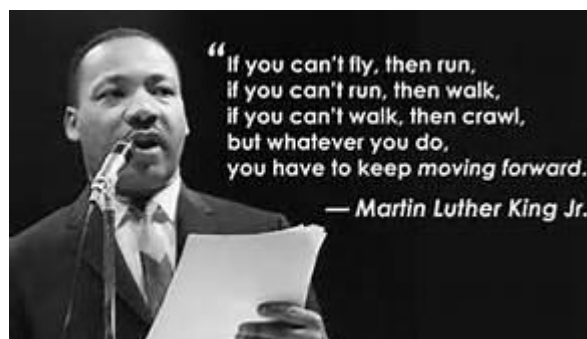 “If you can't fly, then run,
if you can't run, then walk,
if you can't walk, then crawl,
but whatever you do,
you have to keep moving forward.
— Martin Luther King Jr.